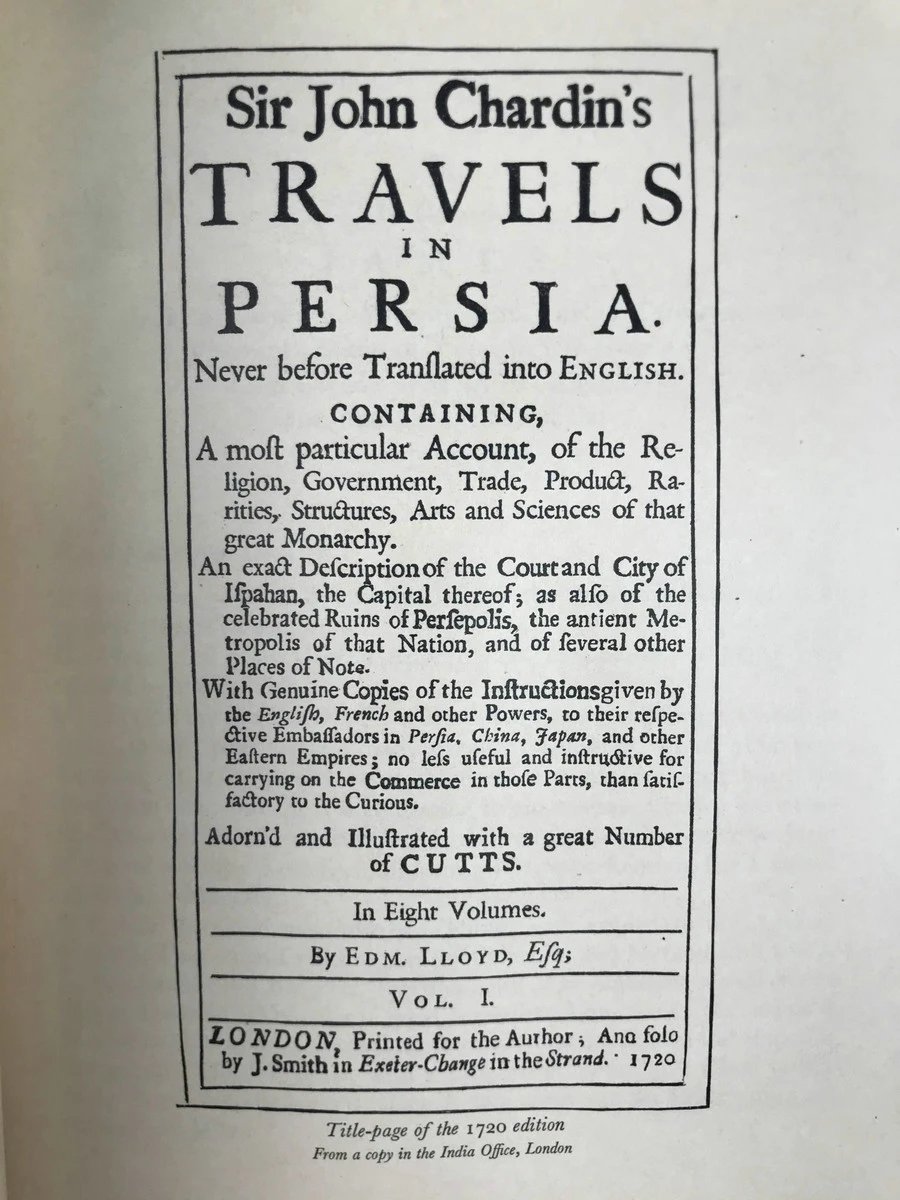 Sir John Chardin's
TRAVELS
IN
PERSIA.
Never before Tranſlated into ENGLISH.
CONTAINING,
A moſt particular Account, of the Re-
ligion, Government, Trade, Product, Ra-
rities, Structures, Arts and Sciences of that
great Monarchy.
An exact Deſcription of the Court and City of
Iſpahan, the Capital thereof; as alſo of the
celebrated Ruins of Perſepolis, the antient Me-
tropolis of that Nation, and of ſeveral other
Places of Note.
With Genuine Copies of the Inſtructions given by
the Engliſh, French and other Powers, to their reſpe-
ctive Embaſſadors in Perſia, China, Japan, and other
Eaſtern Empires; no leſs uſeful and inſtructive for
carrying on the Commerce in thoſe Parts, than ſatiſ-
factory to the Curious.
Adorn'd and Illuſtrated with a great Number
of CUTTS.
In Eight Volumes.
By EDM. LLOYD, Eſq;
VOL. I.
LONDON, Printed for the Author; And ſold
by J. Smith in Exeter-Change in the Strand. 1720
Title-page of the 1720 edition
From a copy in the India Office, London